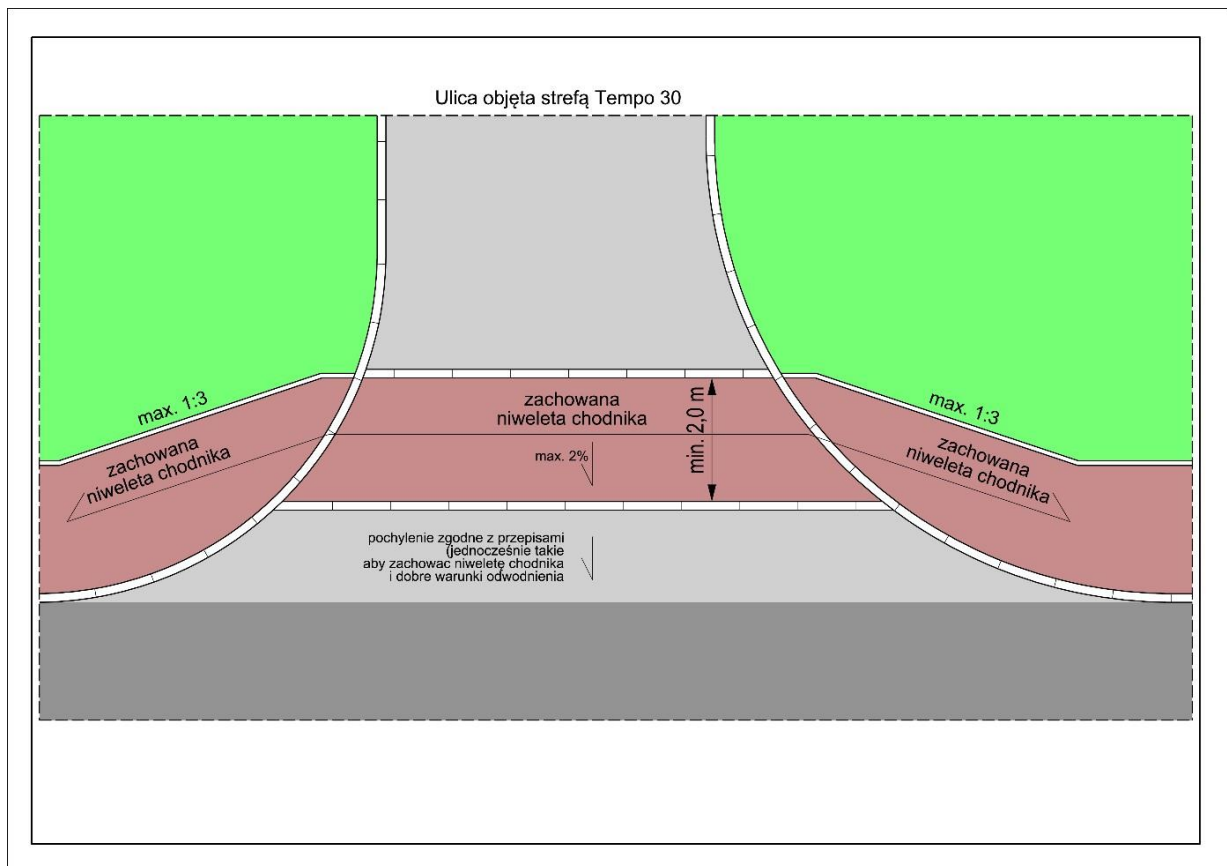 Ulica objęta strefą Tempo 30
max. 1:3
zachowana
niweleta chodnika
zachowana
niweleta chodnika
max. 2%
min. 2,0 m
max. 1:3
zachowana
niweleta chodnika
pochylenie zgodne z przepisami
(jednocześnie takie
aby zachować niweletę chodnika
i dobre warunki odwodnienia